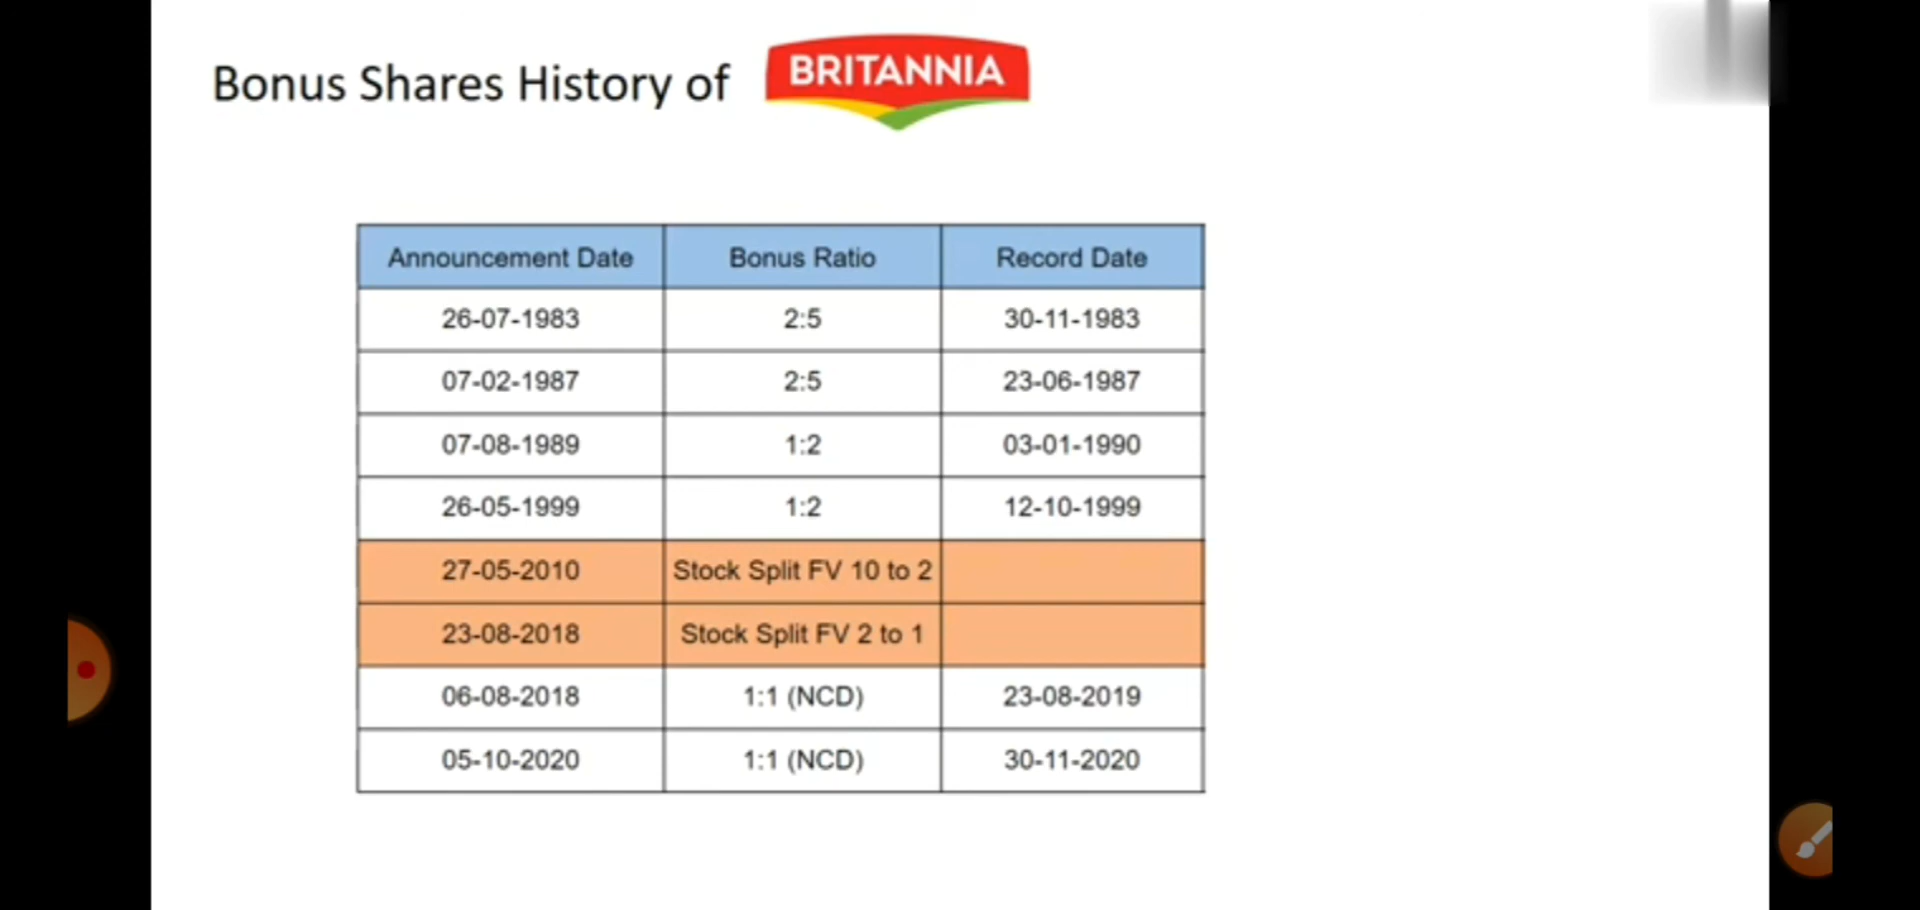 Bonus Shares History of BRITANNIA
Announcement Date Bonus Ratio Record Date
26-07-1983 2:5 30-11-1983
07-02-1987 2:5 23-06-1987
07-08-1989 1:2 03-01-1990
26-05-1999 1:2 12-10-1999
27-05-2010 Stock Split FV 10 to 2
23-08-2018 Stock Split FV 2 to 1
06-08-2018 1:1 (NCD) 23-08-2019
05-10-2020 1:1 (NCD) 30-11-2020